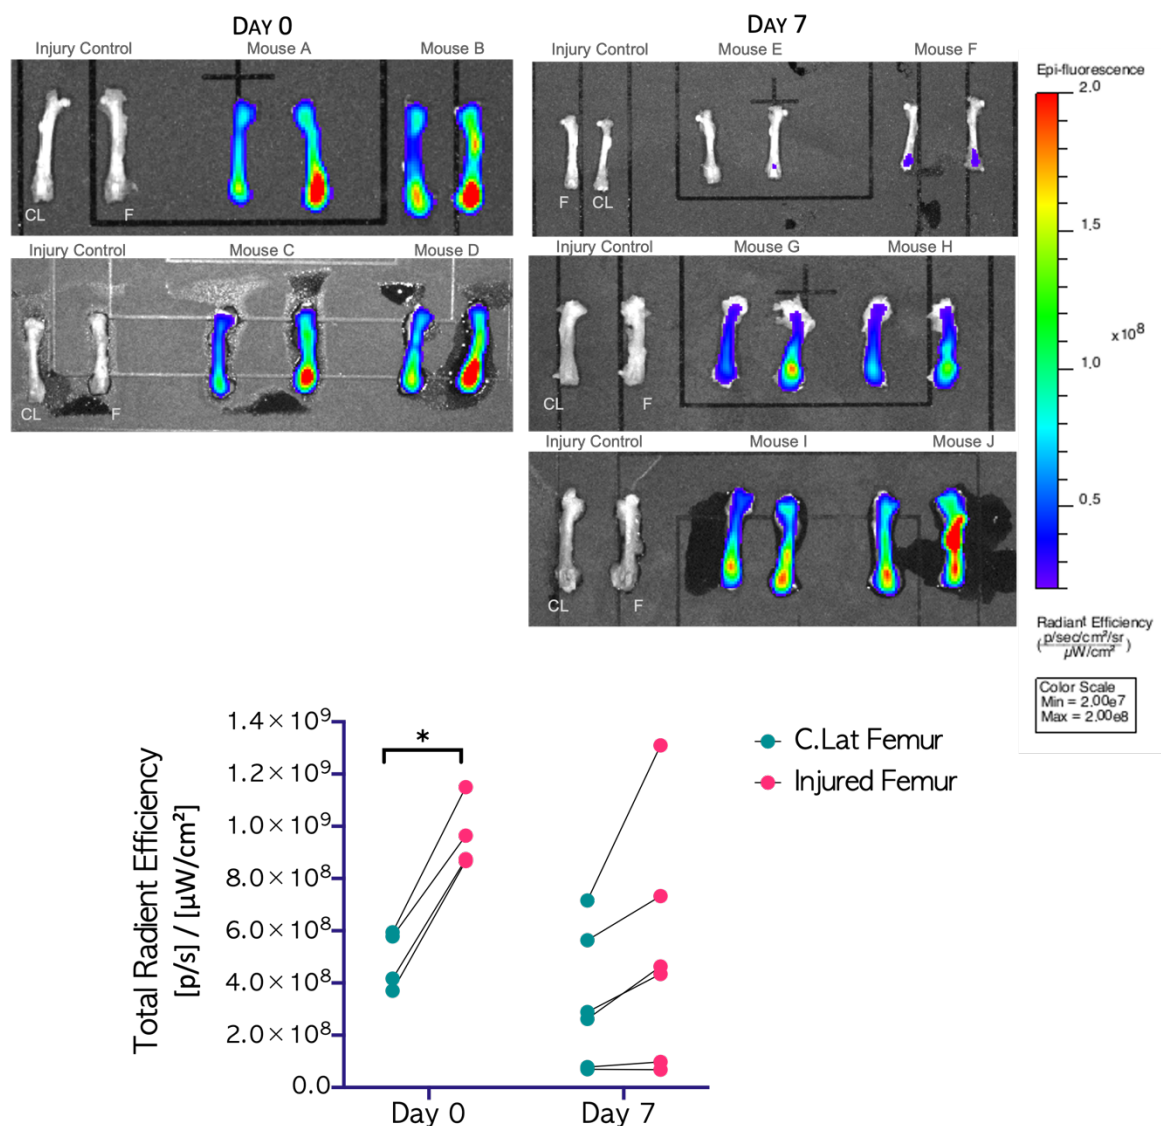 DAY 0
Injury Control Mouse A Mouse B
CL F
Injury Control Mouse C Mouse D
CL F
DAY 7
Injury Control Mouse E Mouse F
F CL
Injury Control Mouse G Mouse H
CL F
Injury Control Mouse I Mouse J
CL F
Epi-fluorescence
2.0
1.5
1.0
x10⁸
0.5
Radiant Efficiency
(p/sec/cm²/sr
µW/cm²)
Color Scale
Min = 2.00e7
Max = 2.00e8
Total Radient Efficiency
[p/s] / [µW/cm²]
1.4×10⁹
1.2×10⁹
1.0×10⁹
8.0×10⁸
6.0×10⁸
4.0×10⁸
2.0×10⁸
0.0
*
Day 0 Day 7
C.Lat Femur
Injured Femur